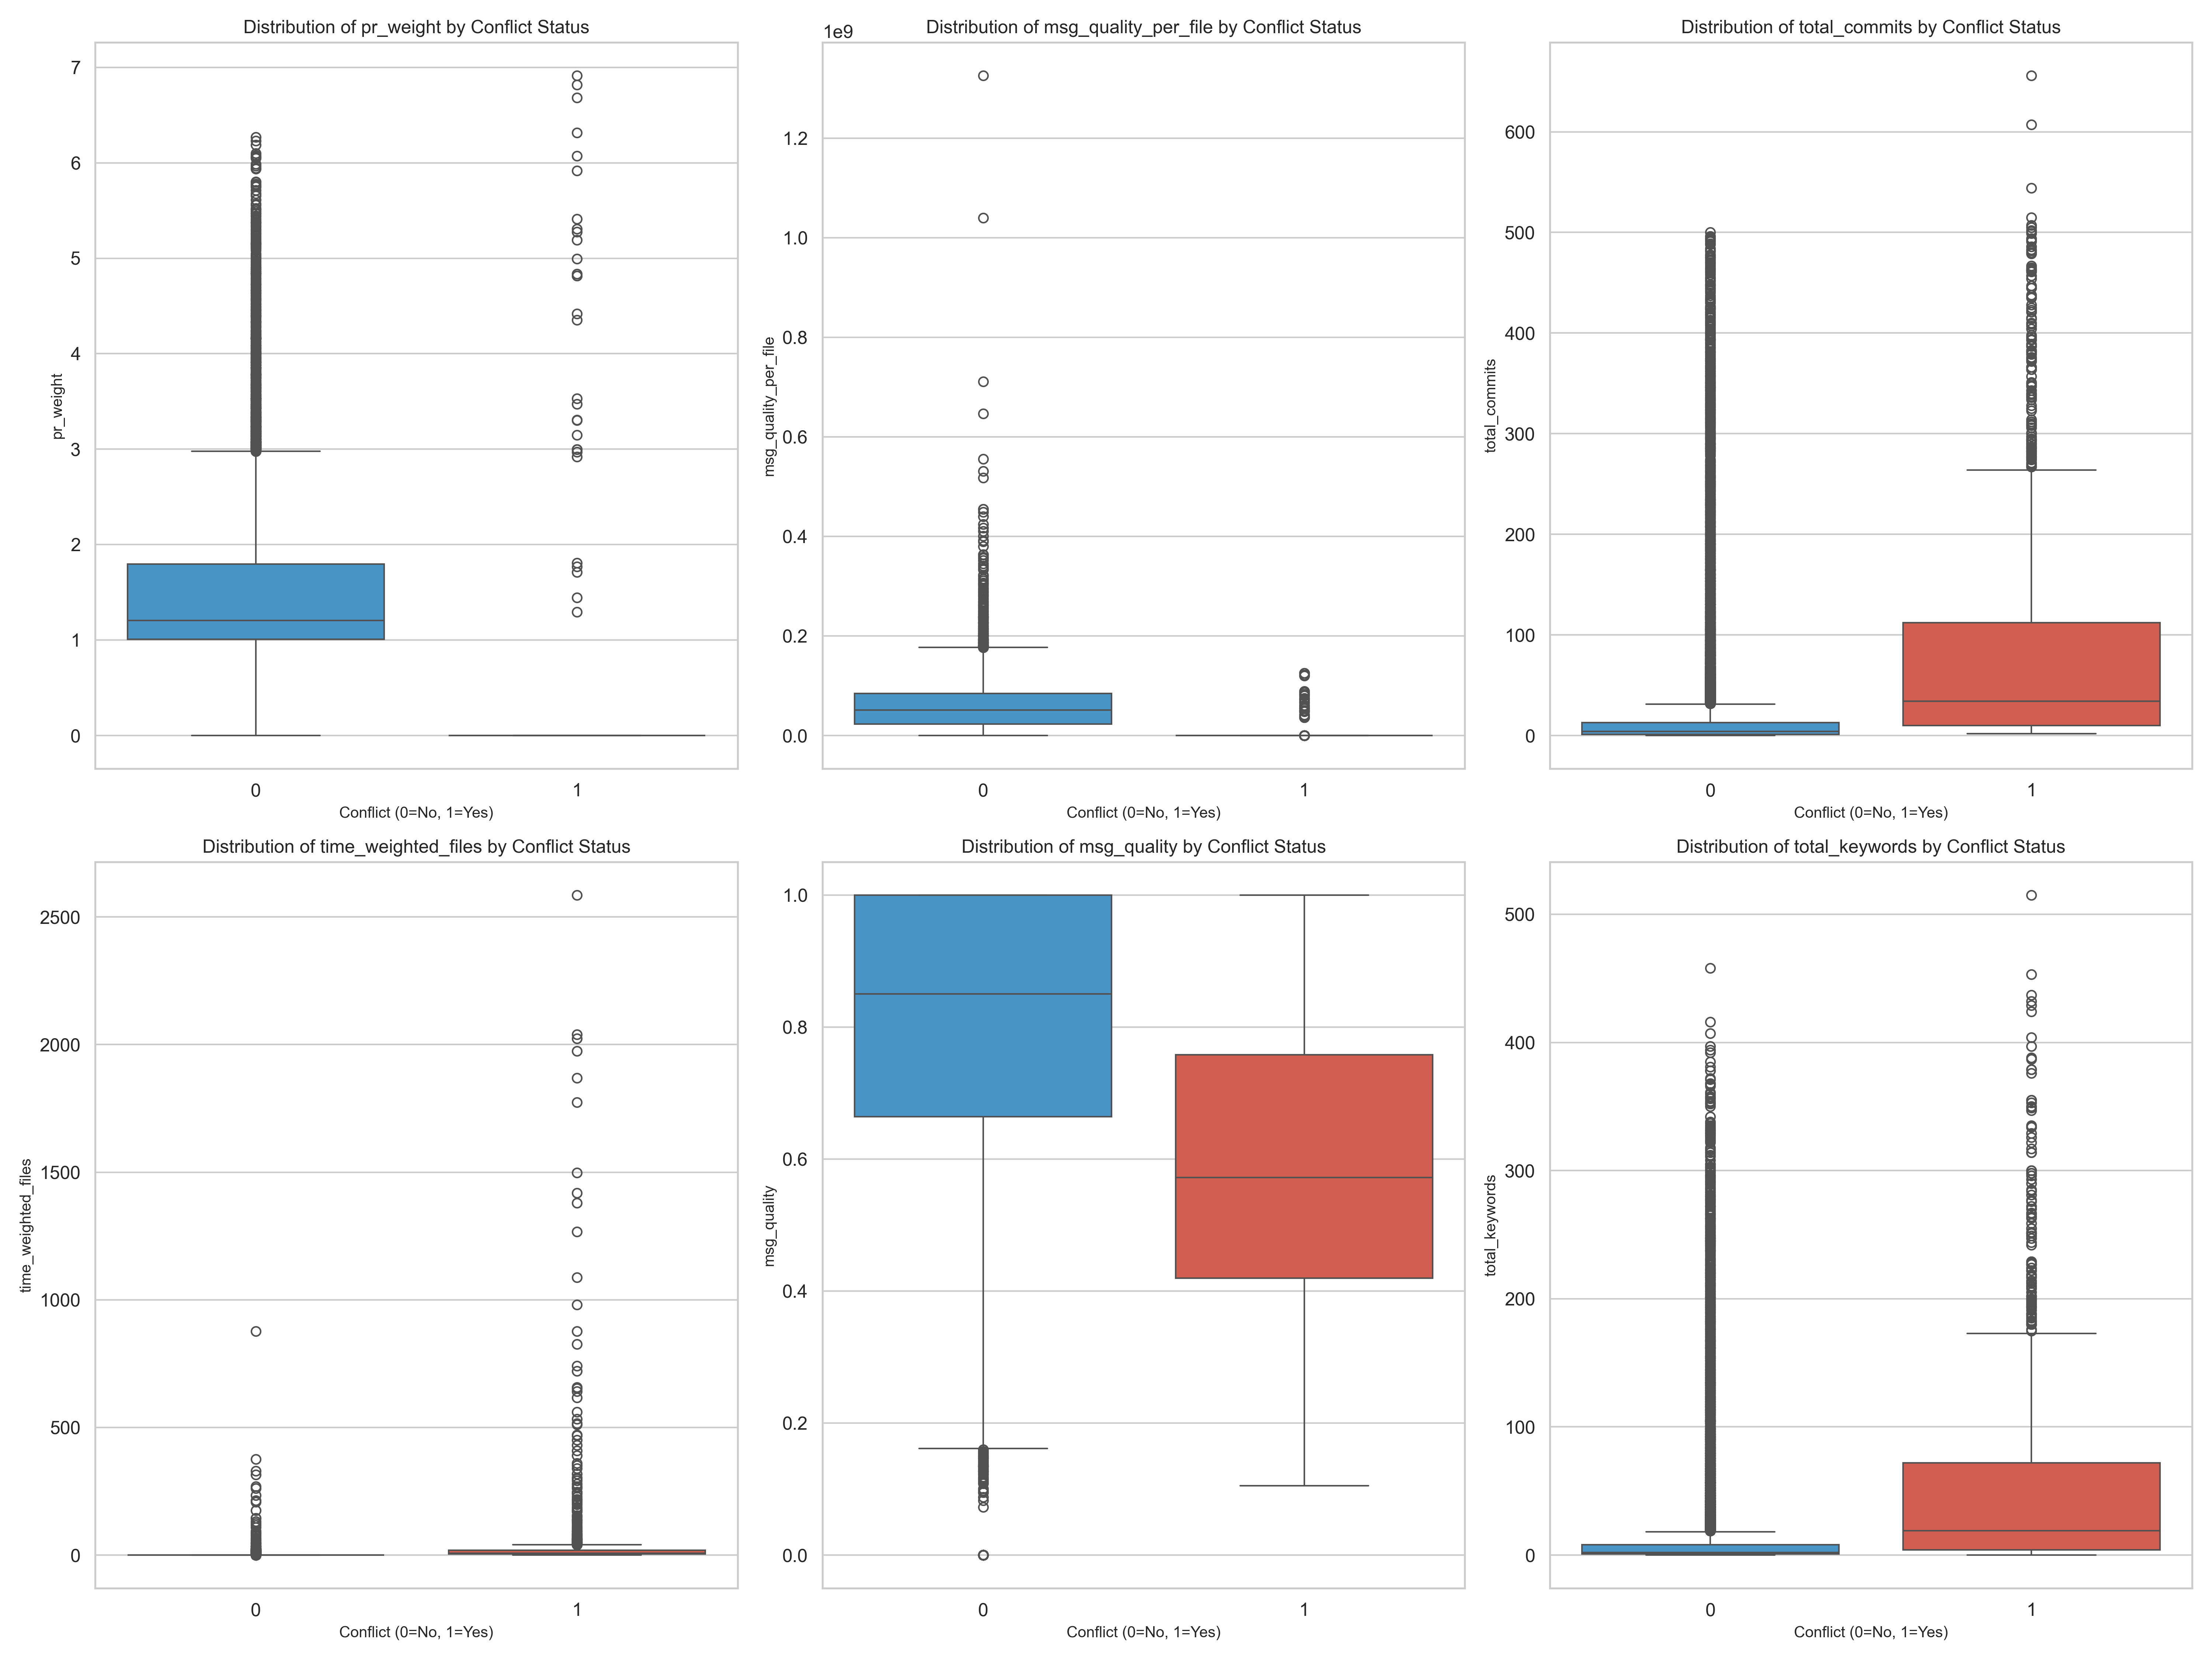 Distribution of pr_weight by Conflict Status
7
6
5
4
3
2
1
0
pr_weight
0 1
Conflict (0=No, 1=Yes)
Distribution of msg_quality_per_file by Conflict Status
1e9
1.2
1.0
0.8
0.6
0.4
0.2
0.0
msg_quality_per_file
0 1
Conflict (0=No, 1=Yes)
Distribution of total_commits by Conflict Status
600
500
400
300
200
100
0
total_commits
0 1
Conflict (0=No, 1=Yes)
Distribution of time_weighted_files by Conflict Status
2500
2000
1500
1000
500
0
time_weighted_files
0 1
Conflict (0=No, 1=Yes)
Distribution of msg_quality by Conflict Status
1.0
0.8
0.6
0.4
0.2
0.0
msg_quality
0 1
Conflict (0=No, 1=Yes)
Distribution of total_keywords by Conflict Status
500
400
300
200
100
0
total_keywords
0 1
Conflict (0=No, 1=Yes)